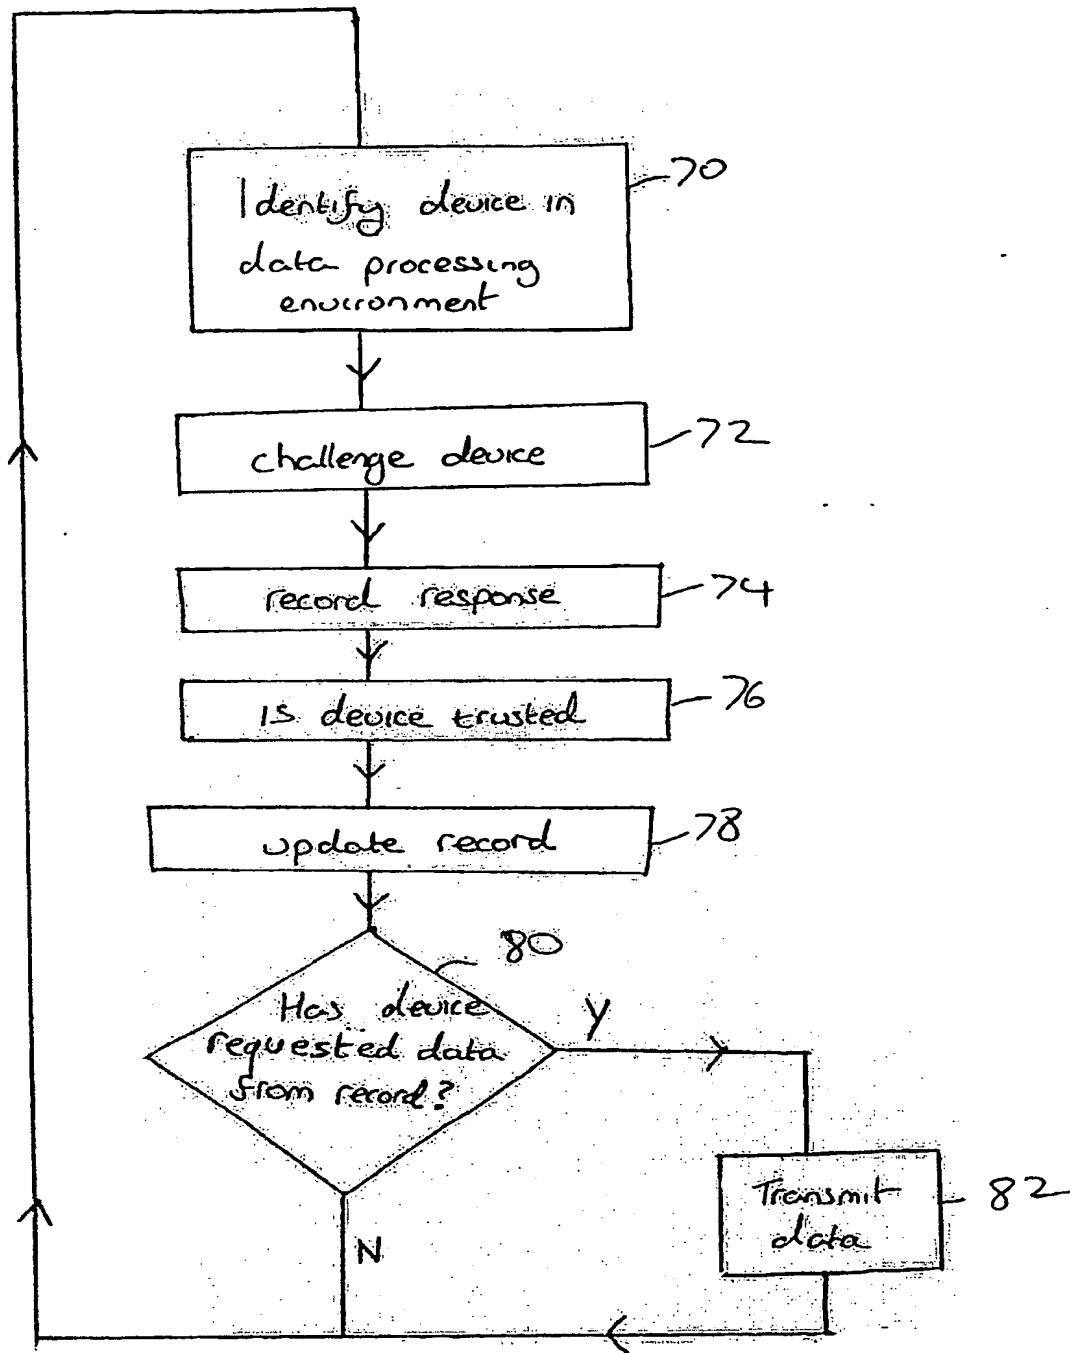 Identify device in
data processing
environment
70
challenge device
72
record response
74
Is device trusted
76
update record
78
80
Has device
requested data
from record?
Y
Transmit
data
82
N